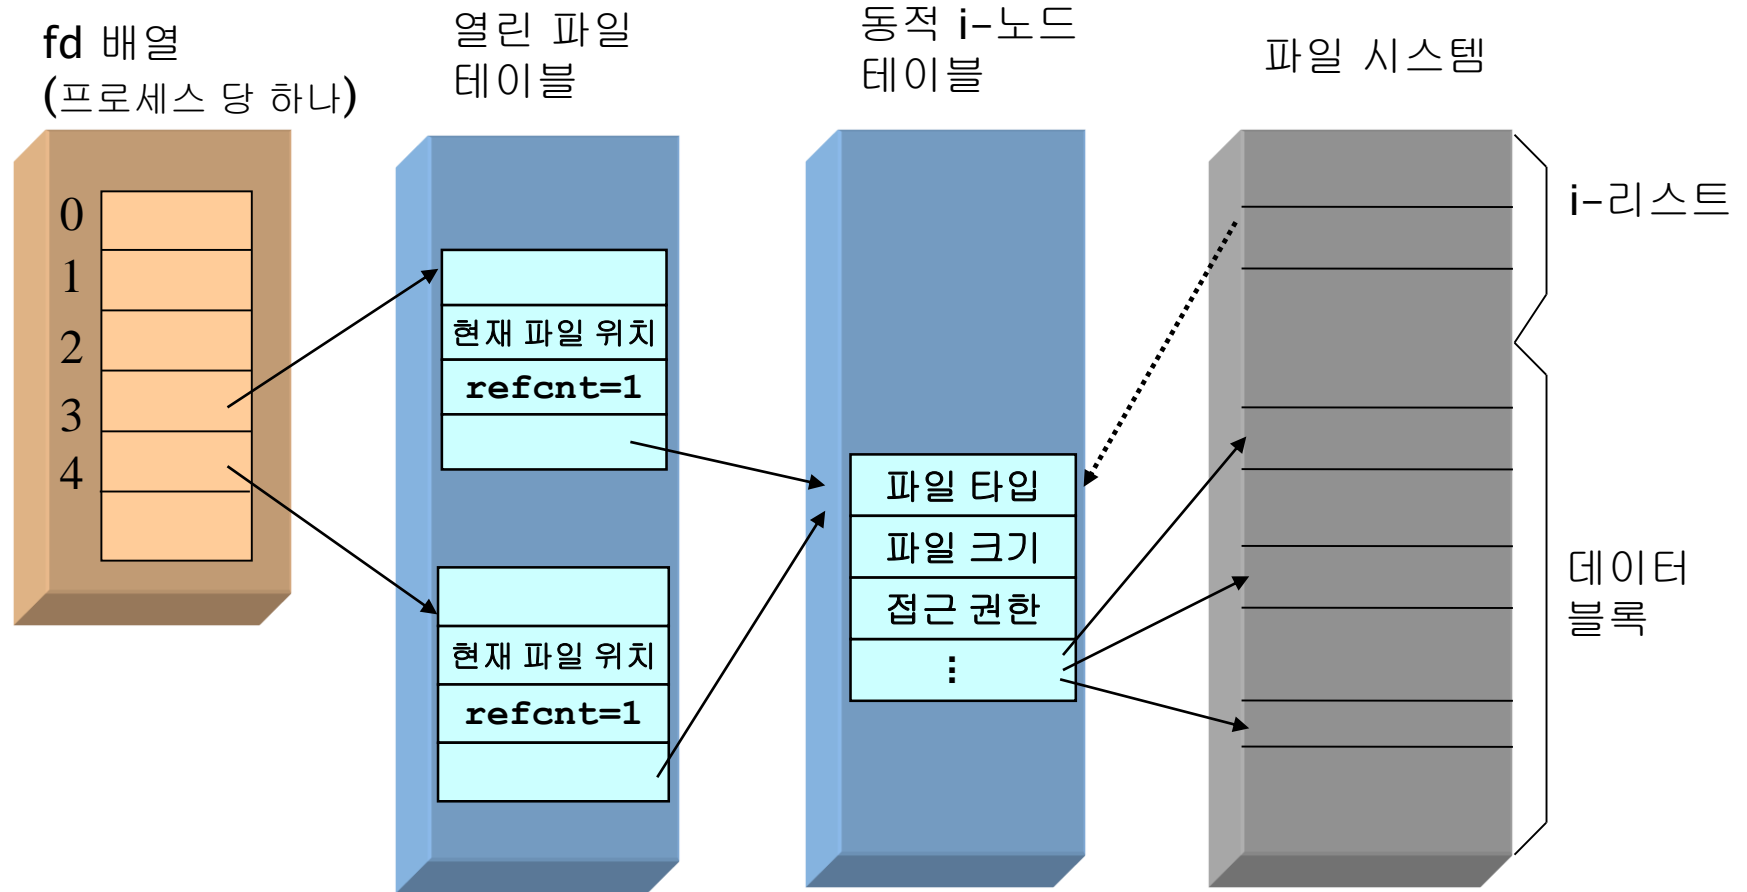 fd 배열
(프로세스 당 하나)
열린 파일
테이블
동적 i-노드
테이블
파일 시스템
0
1
2
3
4
현재 파일 위치
refcnt=1
현재 파일 위치
refcnt=1
파일 타입
파일 크기
접근 권한
⋮
i-리스트
데이터
블록